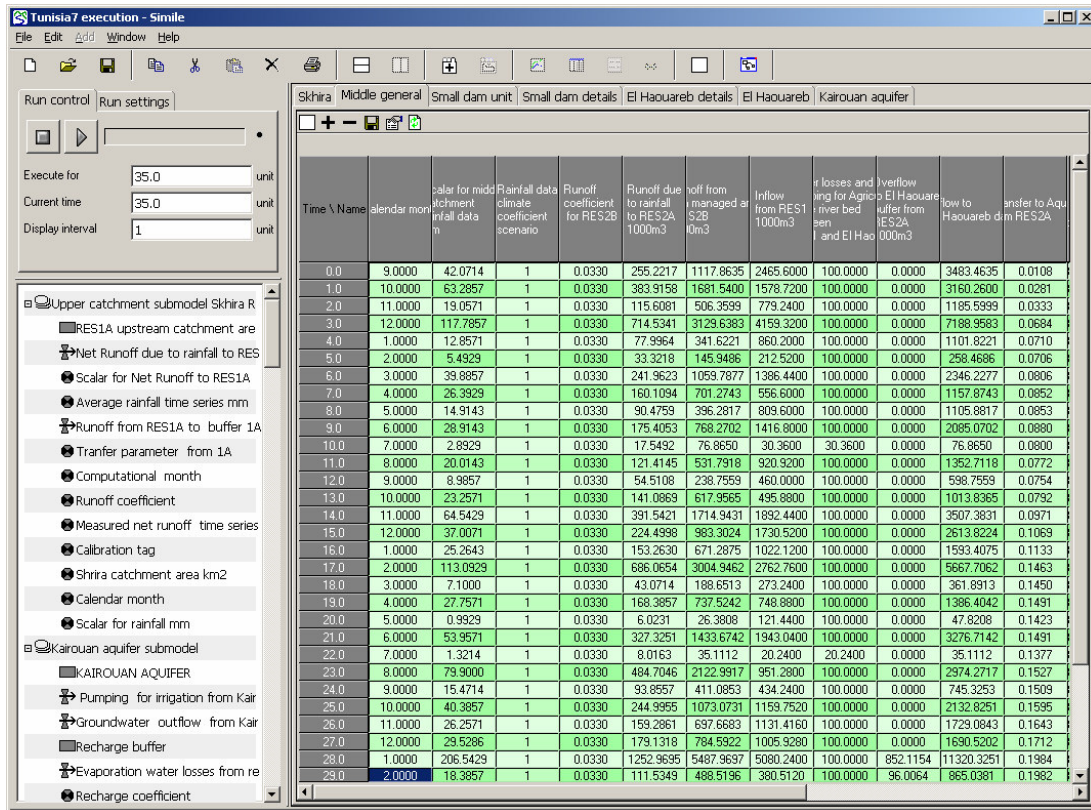 Tunisia7 execution - Simile
File Edit Add Window Help
Run control Run settings
Execute for 35.0 unit
Current time 35.0 unit
Display interval 1 unit
Upper catchment submodel Skhira R
RES1A upstream catchment are
Net Runoff due to rainfall to RES
Scalar for Net Runoff to RES1A
Average rainfall time series mm
Runoff from RES1A to buffer 1A
Tranfer parameter from 1A
Computational month
Runoff coefficient
Measured net runoff time series
Calibration tag
Shrira catchment area km2
Calendar month
Scalar for rainfall mm
Kairouan aquifer submodel
KAIROUAN AQUIFER
Pumping for irrigation from Kair
Groundwater outflow from Kair
Recharge buffer
Evaporation water losses from re
Recharge coefficient
Skhira Middle general Small dam unit Small dam details El Haouareb details El Haouareb Kairouan aquifer
Time \ Name
alendar mont
calar for midd
atchment
infall data
m
Rainfall data
climate
coefficient
scenario
Runoff
coefficient
for RES2B
Runoff due
to rainfall
to RES2A
1000m3
noff from
managed ar
S2B
0m3
Inflow
from RES1
1000m3
r losses and
ping for Agric
e river bed
een
1 and El Hao
Overflow
o El Haouare
uffer from
RES2A
000m3
low to
Haouareb da
ansfer to Aqu
m RES2A
0.0 9.0000 42.0714 1 0.0330 255.2217 1117.8635 2465.6000 100.0000 0.0000 3483.4635 0.0108
1.0 10.0000 63.2857 1 0.0330 383.9158 1681.5400 1578.7200 100.0000 0.0000 3160.2600 0.0281
2.0 11.0000 19.0571 1 0.0330 115.6081 506.3599 779.2400 100.0000 0.0000 1185.5999 0.0333
3.0 12.0000 117.7857 1 0.0330 714.5341 3129.6383 4159.3200 100.0000 0.0000 7188.9583 0.0684
4.0 1.0000 12.8571 1 0.0330 77.9964 341.6221 860.2000 100.0000 0.0000 1101.8221 0.0710
5.0 2.0000 5.4929 1 0.0330 33.3218 145.9486 212.5200 100.0000 0.0000 258.4686 0.0706
6.0 3.0000 39.8857 1 0.0330 241.9623 1059.7877 1386.4400 100.0000 0.0000 2346.2277 0.0806
7.0 4.0000 26.3929 1 0.0330 160.1094 701.2743 556.6000 100.0000 0.0000 1157.8743 0.0852
8.0 5.0000 14.9143 1 0.0330 90.4759 396.2817 809.6000 100.0000 0.0000 1105.8817 0.0853
9.0 6.0000 28.9143 1 0.0330 175.4053 768.2702 1416.8000 100.0000 0.0000 2085.0702 0.0880
10.0 7.0000 2.8929 1 0.0330 17.5492 76.8650 30.3600 30.3600 0.0000 76.8650 0.0800
11.0 8.0000 20.0143 1 0.0330 121.4145 531.7918 920.9200 100.0000 0.0000 1352.7118 0.0772
12.0 9.0000 8.9857 1 0.0330 54.5108 238.7559 460.0000 100.0000 0.0000 598.7559 0.0754
13.0 10.0000 23.2571 1 0.0330 141.0869 617.9565 495.8800 100.0000 0.0000 1013.8365 0.0792
14.0 11.0000 64.5429 1 0.0330 391.5421 1714.9431 1892.4400 100.0000 0.0000 3507.3831 0.0971
15.0 12.0000 37.0071 1 0.0330 224.4998 983.3024 1730.5200 100.0000 0.0000 2613.8224 0.1069
16.0 1.0000 25.2643 1 0.0330 153.2630 671.2875 1022.1200 100.0000 0.0000 1593.4075 0.1133
17.0 2.0000 113.0929 1 0.0330 686.0654 3004.9462 2762.7600 100.0000 0.0000 5667.7062 0.1463
18.0 3.0000 7.1000 1 0.0330 43.0714 188.6513 273.2400 100.0000 0.0000 361.8913 0.1450
19.0 4.0000 27.7571 1 0.0330 168.3857 737.5242 748.8800 100.0000 0.0000 1386.4042 0.1491
20.0 5.0000 0.9929 1 0.0330 6.0231 26.3808 121.4400 100.0000 0.0000 47.8208 0.1423
21.0 6.0000 53.9571 1 0.0330 327.3251 1433.6742 1943.0400 100.0000 0.0000 3276.7142 0.1491
22.0 7.0000 1.3214 1 0.0330 8.0163 35.1112 20.2400 20.2400 0.0000 35.1112 0.1377
23.0 8.0000 79.9000 1 0.0330 484.7046 2122.9917 951.2800 100.0000 0.0000 2974.2717 0.1527
24.0 9.0000 15.4714 1 0.0330 93.8557 411.0853 434.2400 100.0000 0.0000 745.3253 0.1509
25.0 10.0000 40.3857 1 0.0330 244.9955 1073.0731 1159.7520 100.0000 0.0000 2132.8251 0.1595
26.0 11.0000 26.2571 1 0.0330 159.2861 697.6683 1131.4160 100.0000 0.0000 1729.0843 0.1643
27.0 12.0000 29.5286 1 0.0330 179.1318 784.5922 1005.9280 100.0000 0.0000 1690.5202 0.1712
28.0 1.0000 206.5429 1 0.0330 1252.9695 5487.9697 5080.2400 100.0000 852.1154 11320.3251 0.1984
29.0 2.0000 18.3857 1 0.0330 111.5349 488.5196 380.5120 100.0000 96.0064 865.0381 0.1982